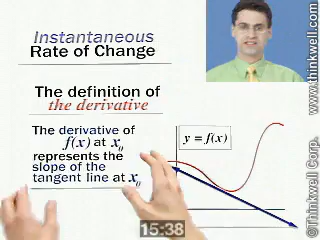 Instantaneous
Rate of Change
The definition of
the derivative
The derivative of
f(x) at x₀
represents the
slope of the
tangent line at x₀
y = f(x)
15:38
www.thinkwell.com
©Thinkwell Corp.